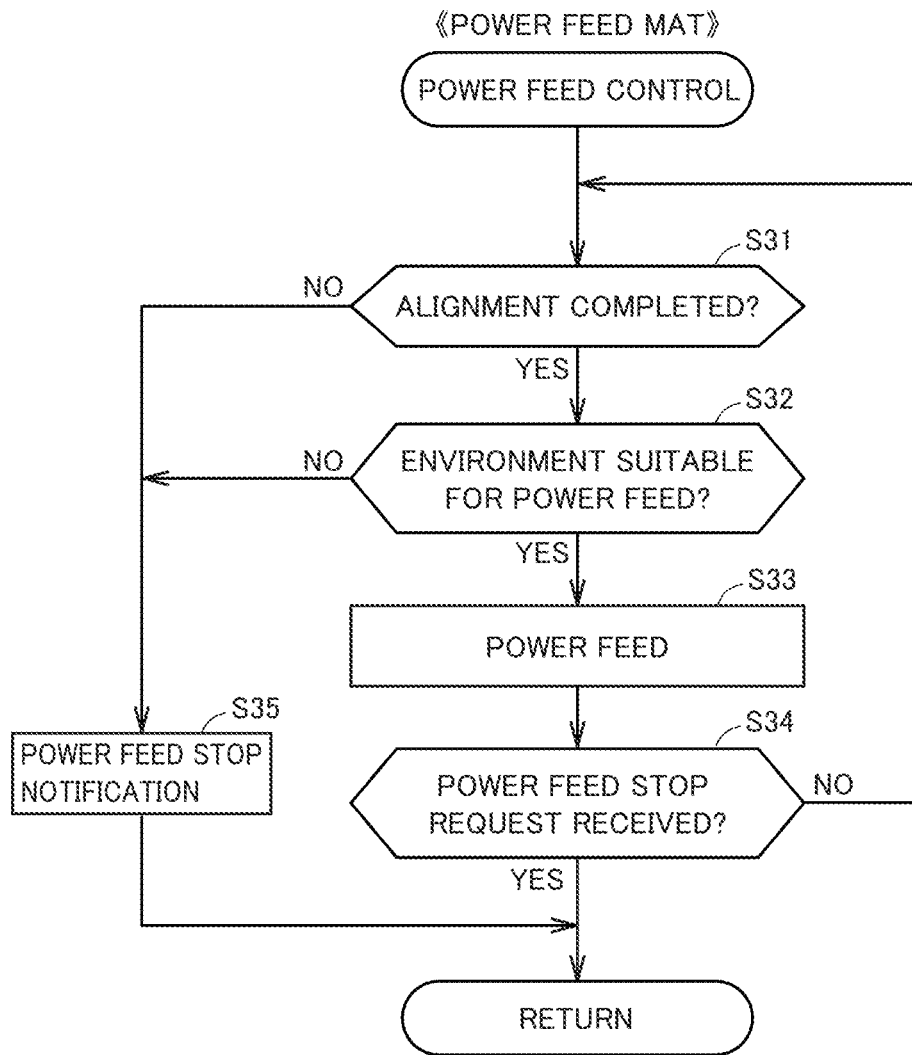 《POWER FEED MAT》
POWER FEED CONTROL
S31
NO
ALIGNMENT COMPLETED?
YES
S32
NO
ENVIRONMENT SUITABLE
FOR POWER FEED?
YES
S33
POWER FEED
S35
POWER FEED STOP
NOTIFICATION
S34
POWER FEED STOP
REQUEST RECEIVED?
NO
YES
RETURN